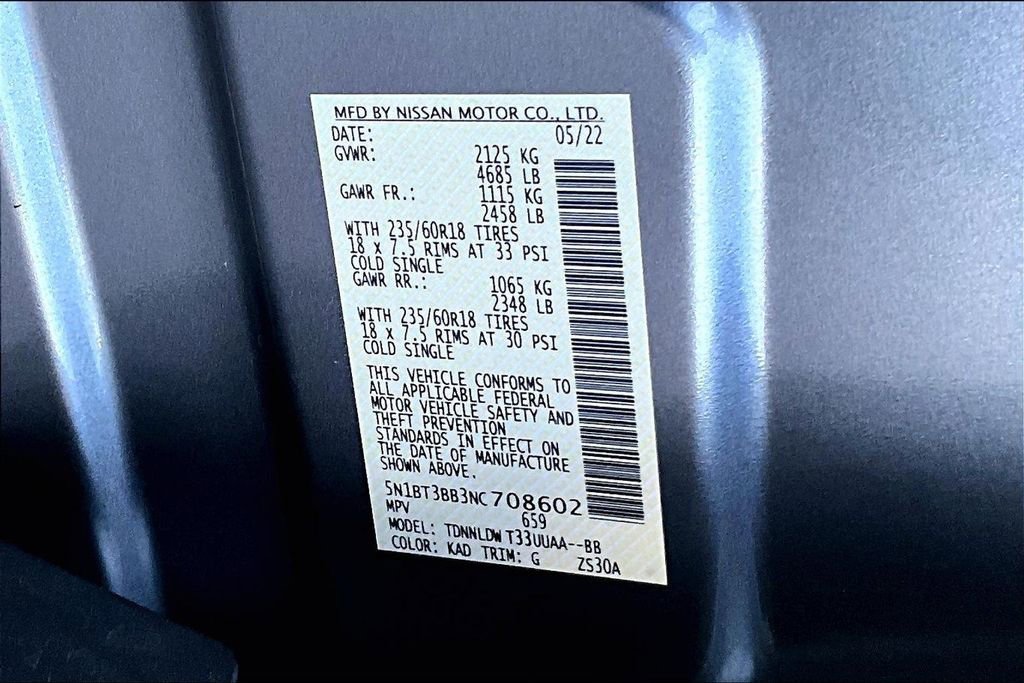 MFD BY NISSAN MOTOR CO., LTD.
DATE: 05/22
GVWR: 2125 KG
4685 LB
GAWR FR.: 1115 KG
2458 LB
WITH 235/60R18 TIRES
18 X 7.5 RIMS AT 33 PSI
COLD SINGLE
GAWR RR.: 1065 KG
2348 LB
WITH 235/60R18 TIRES
18 X 7.5 RIMS AT 30 PSI
COLD SINGLE
THIS VEHICLE CONFORMS TO
ALL APPLICABLE FEDERAL
MOTOR VEHICLE SAFETY AND
THEFT PREVENTION
STANDARDS IN EFFECT ON
THE DATE OF MANUFACTURE
SHOWN ABOVE.
5N1BT3BB3NC708602
MPV 659
MODEL: TDNNLDW T33UUAA--BB
COLOR: KAD TRIM: G ZS30A